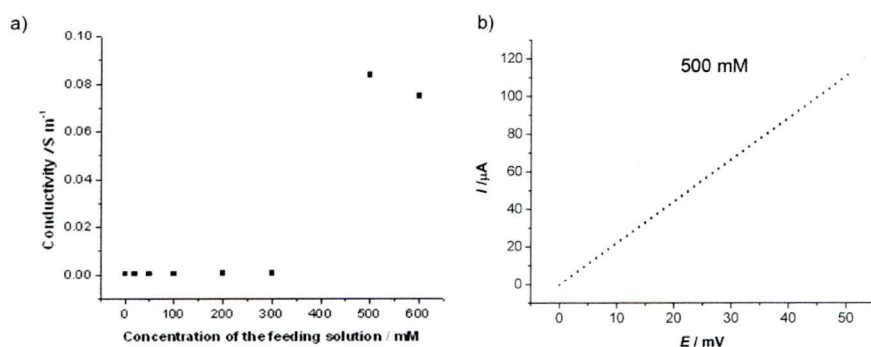 a)
0.10
0.08
0.06
0.04
0.02
0.00
Conductivity /S m⁻¹
0 100 200 300 400 500 600
Concentration of the feeding solution / mM
b)
500 mM
120
100
80
60
40
20
0
I /µA
0 10 20 30 40 50
E / mV